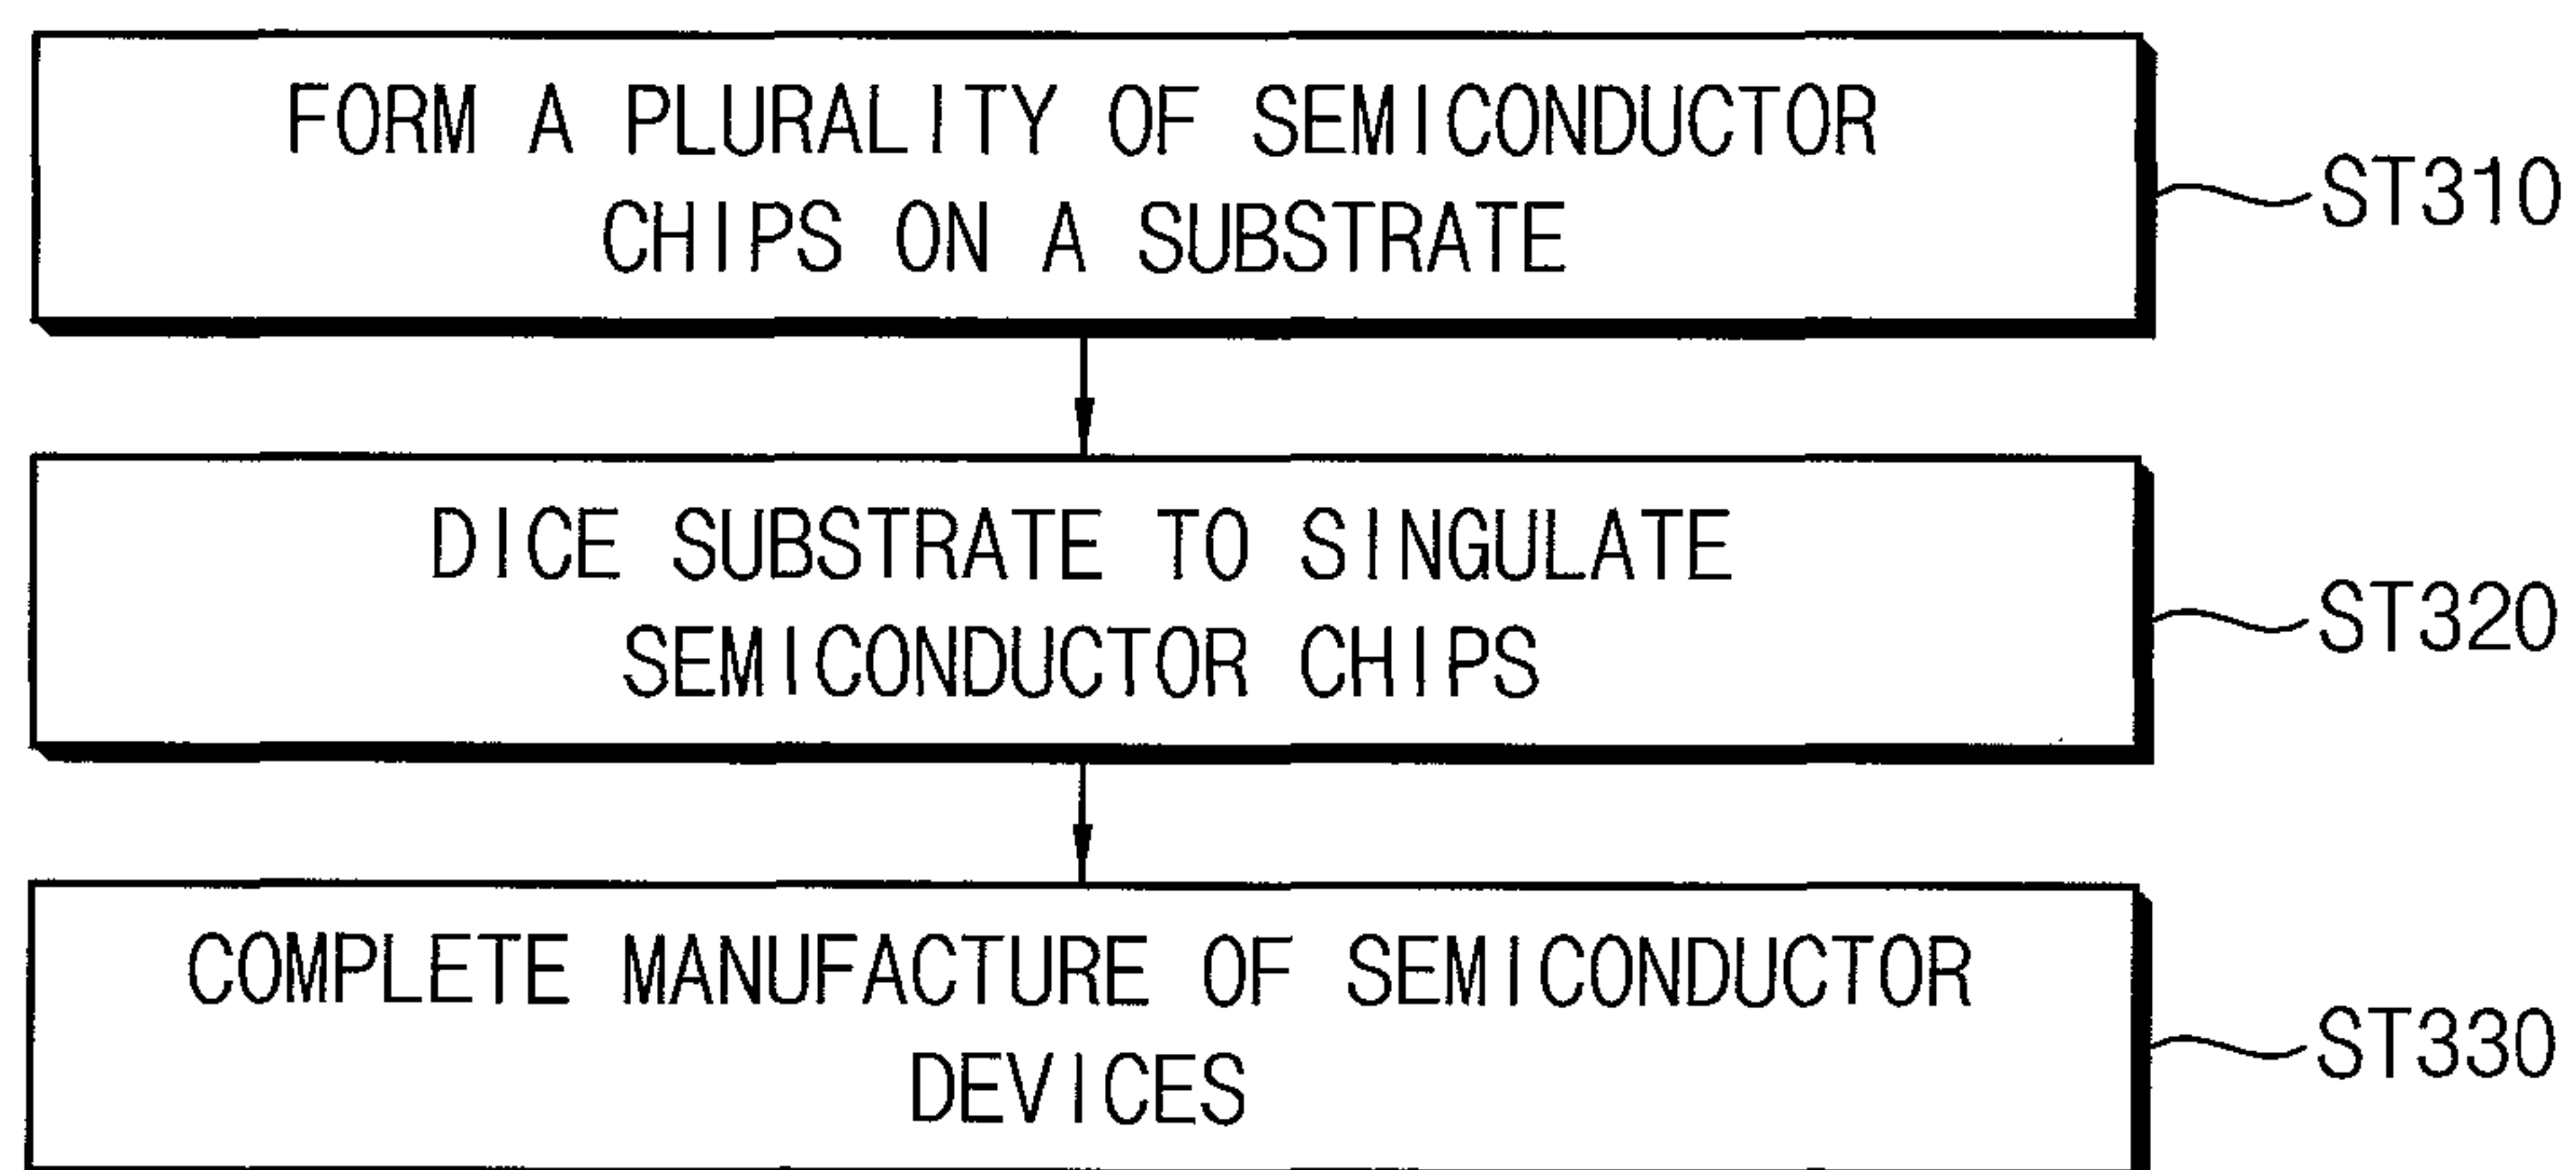 FORM A PLURALITY OF SEMICONDUCTOR
CHIPS ON A SUBSTRATE
ST310
DICE SUBSTRATE TO SINGULATE
SEMICONDUCTOR CHIPS
ST320
COMPLETE MANUFACTURE OF SEMICONDUCTOR
DEVICES
ST330